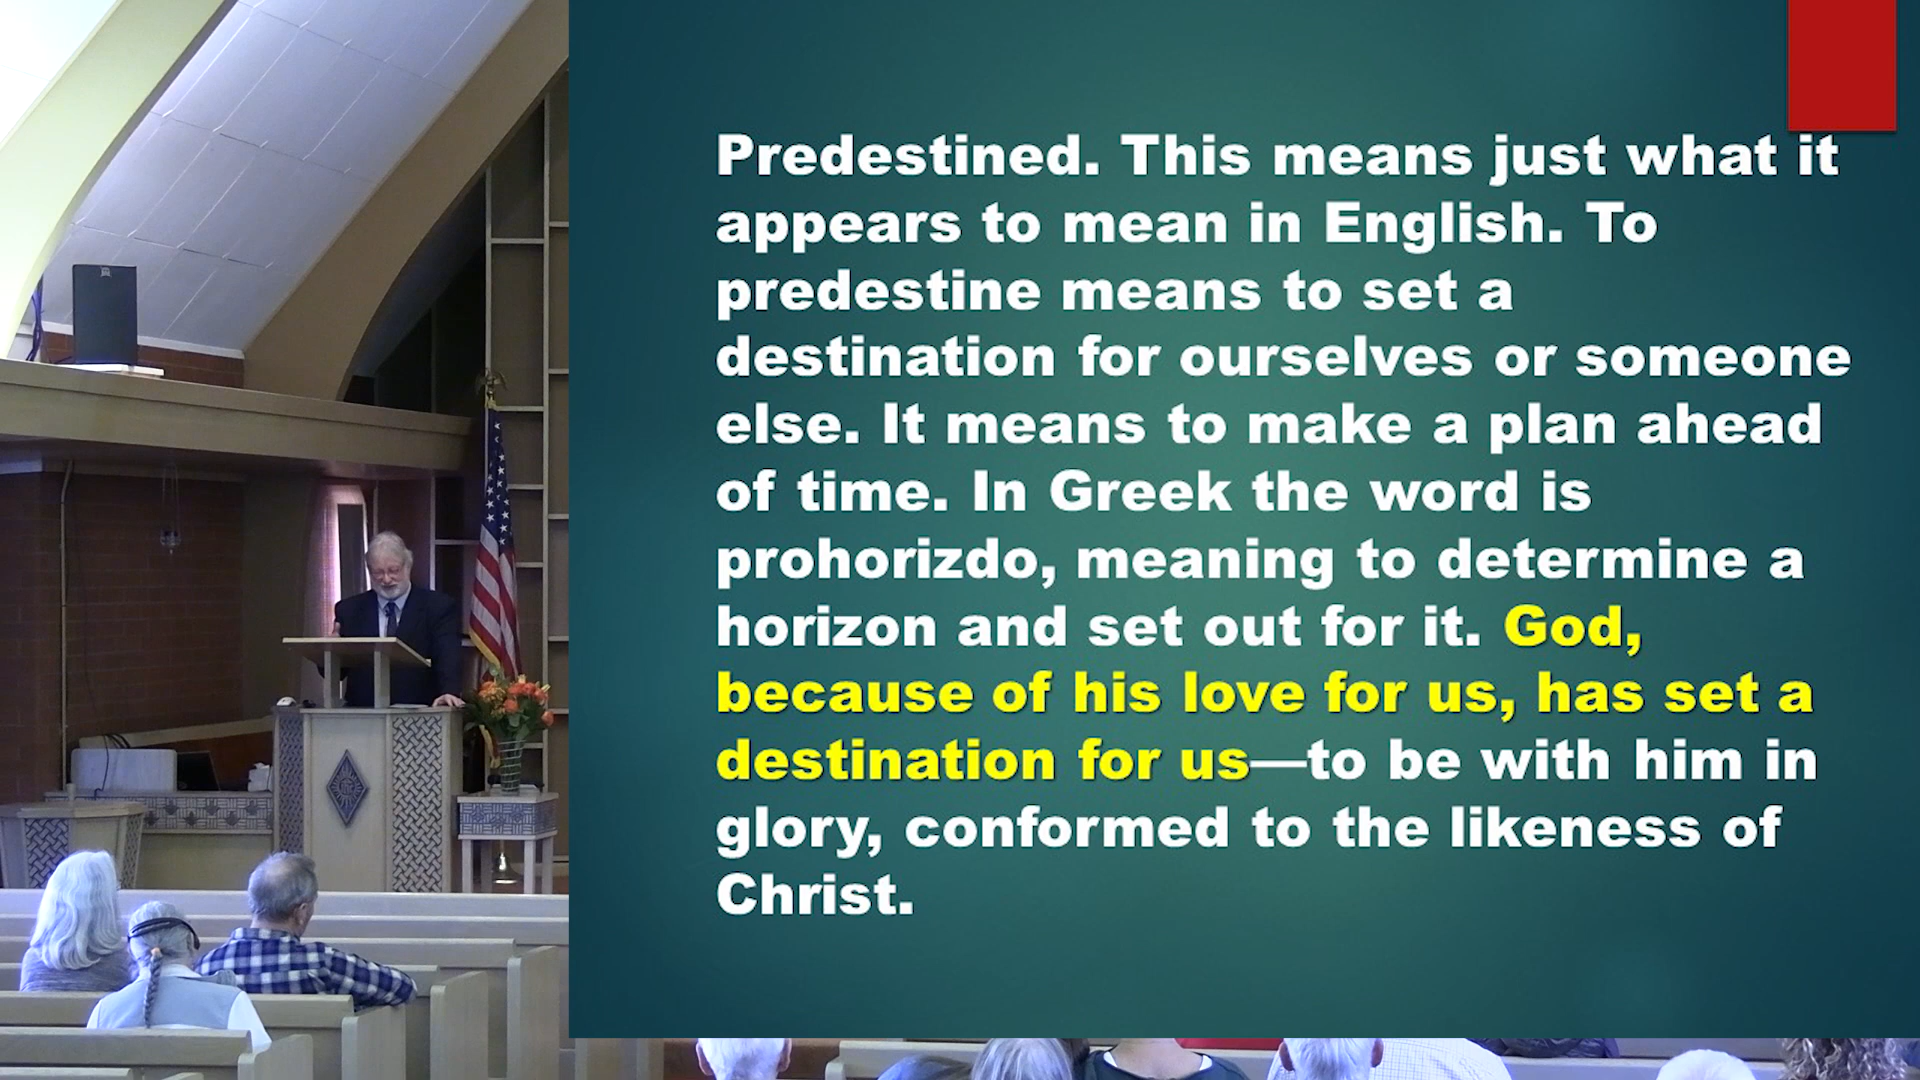 Predestined. This means just what it
appears to mean in English. To
predestine means to set a
destination for ourselves or someone
else. It means to make a plan ahead
of time. In Greek the word is
prohorizdo, meaning to determine a
horizon and set out for it. God,
because of his love for us, has set a
destination for us—to be with him in
glory, conformed to the likeness of
Christ.